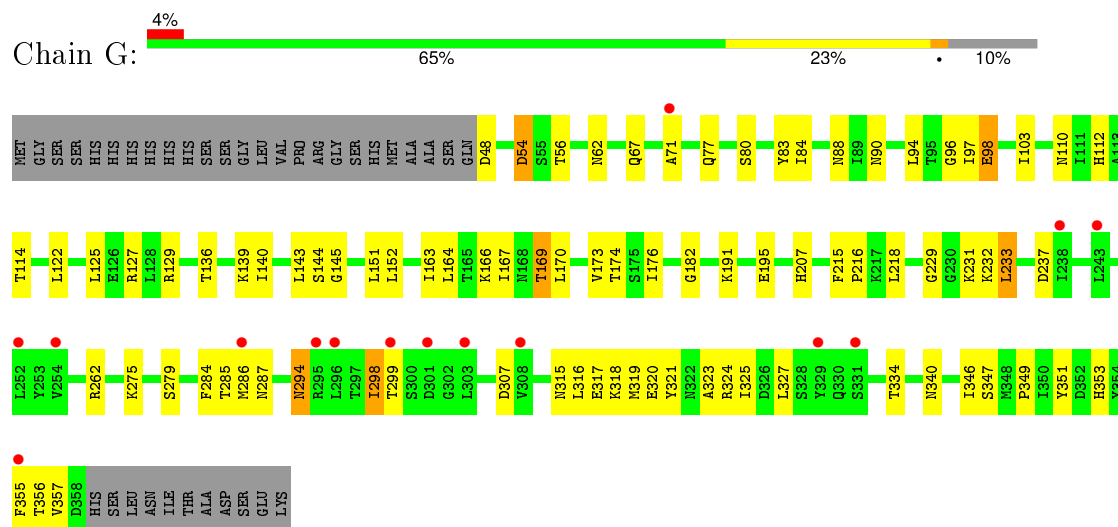 4%
Chain G:
65% 23% • 10%
MET GLY SER SER HIS HIS HIS HIS HIS HIS SER SER GLY LEU VAL PRO ARG GLY SER HIS MET ALA ALA SER GLN D48 D54 S55 T56 N62 Q67 A71 Q77 S80 Y83 I84 N88 I89 N90 L94 T95 G96 I97 E98 I103 N110 I111 H112 A113
T114 L122 L125 E126 R127 L128 R129 T136 K139 I140 L143 S144 G145 L151 L152 I163 L164 T165 K166 I167 N168 T169 L170 V173 T174 S175 I176 G182 K191 E195 H207 F215 P216 K217 L218 G229 G230 K231 K232 L233 D237 I238 L243
L252 Y253 V254 R262 K275 S279 F284 T285 M286 N287 N294 R295 L296 T297 I298 T299 S300 D301 G302 L303 D307 V308 N315 L316 E317 K318 M319 E320 Y321 N322 A323 R324 I325 D326 L327 S328 Y329 Q330 S331 T334 N340 I346 S347 M348 P349 I350 Y351 D352 H353 Y354
F355 T356 V357 D358 HIS SER LEU ASN ILE THR ALA ASP SER GLU LYS